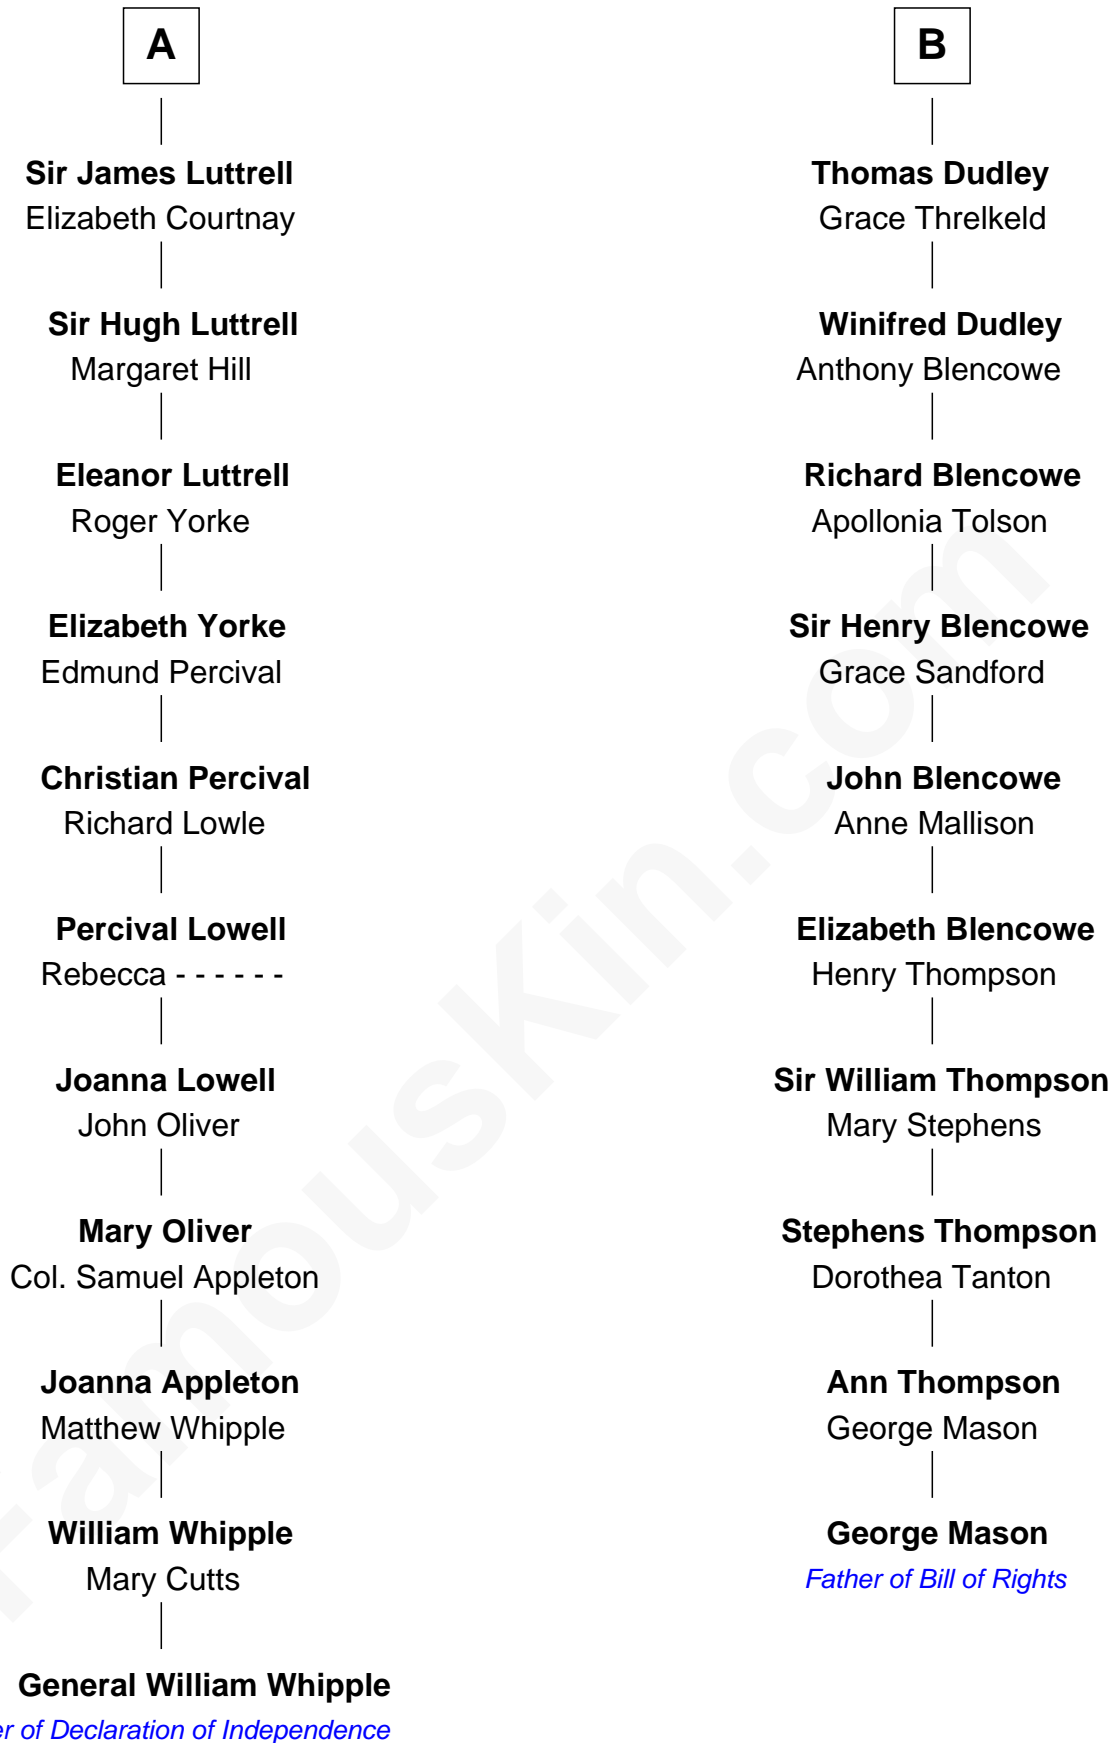 A
Sir James Luttrell
Elizabeth Courtnay
Sir Hugh Luttrell
Margaret Hill
Eleanor Luttrell
Roger Yorke
Elizabeth Yorke
Edmund Percival
Christian Percival
Richard Lowle
Percival Lowell
Rebecca - - - - - -
Joanna Lowell
John Oliver
Mary Oliver
Col. Samuel Appleton
Joanna Appleton
Matthew Whipple
William Whipple
Mary Cutts
General William Whipple
of Declaration of Independence
B
Thomas Dudley
Grace Threlkeld
Winifred Dudley
Anthony Blencowe
Richard Blencowe
Apollonia Tolson
Sir Henry Blencowe
Grace Sandford
John Blencowe
Anne Mallison
Elizabeth Blencowe
Henry Thompson
Sir William Thompson
Mary Stephens
Stephens Thompson
Dorothea Tanton
Ann Thompson
George Mason
George Mason
Father of Bill of Rights
FamousKin.com